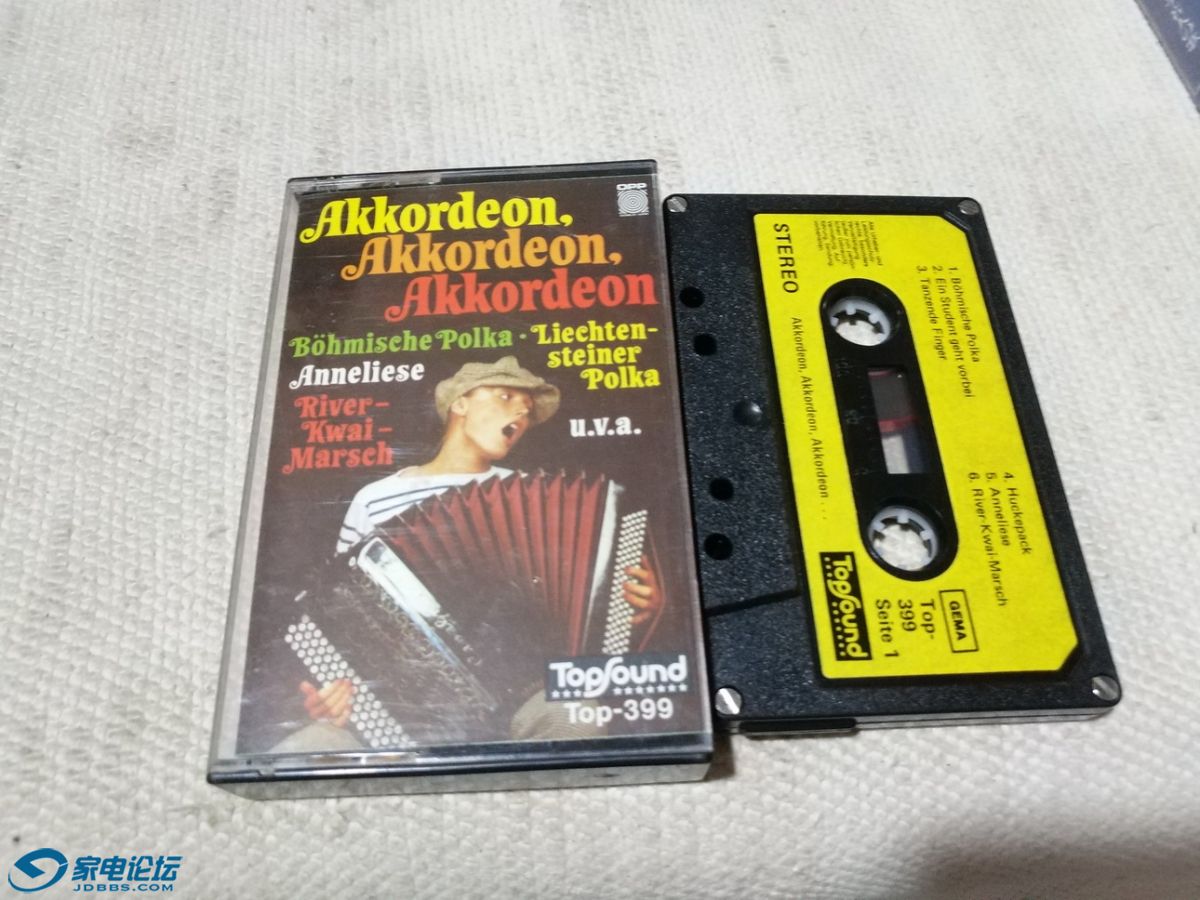 Akkordeon,
Akkordeon,
Akkordeon
OPP
Böhmische Polka · Liechten-
steiner
Polka
Anneliese
River-
Kwai-
Marsch
u.v.a.
TopSound
Top-399
STEREO
1. Böhmische Polka
2. Ein Student geht vorbei
3. Tanzende Finger
4. Huckepack
5. Anneliese
6. River-Kwai-Marsch
Akkordeon, Akkordeon, Akkordeon . . .
GEMA
Top-
399
Seite 1
TopSound
家电论坛
JDBBS.COM